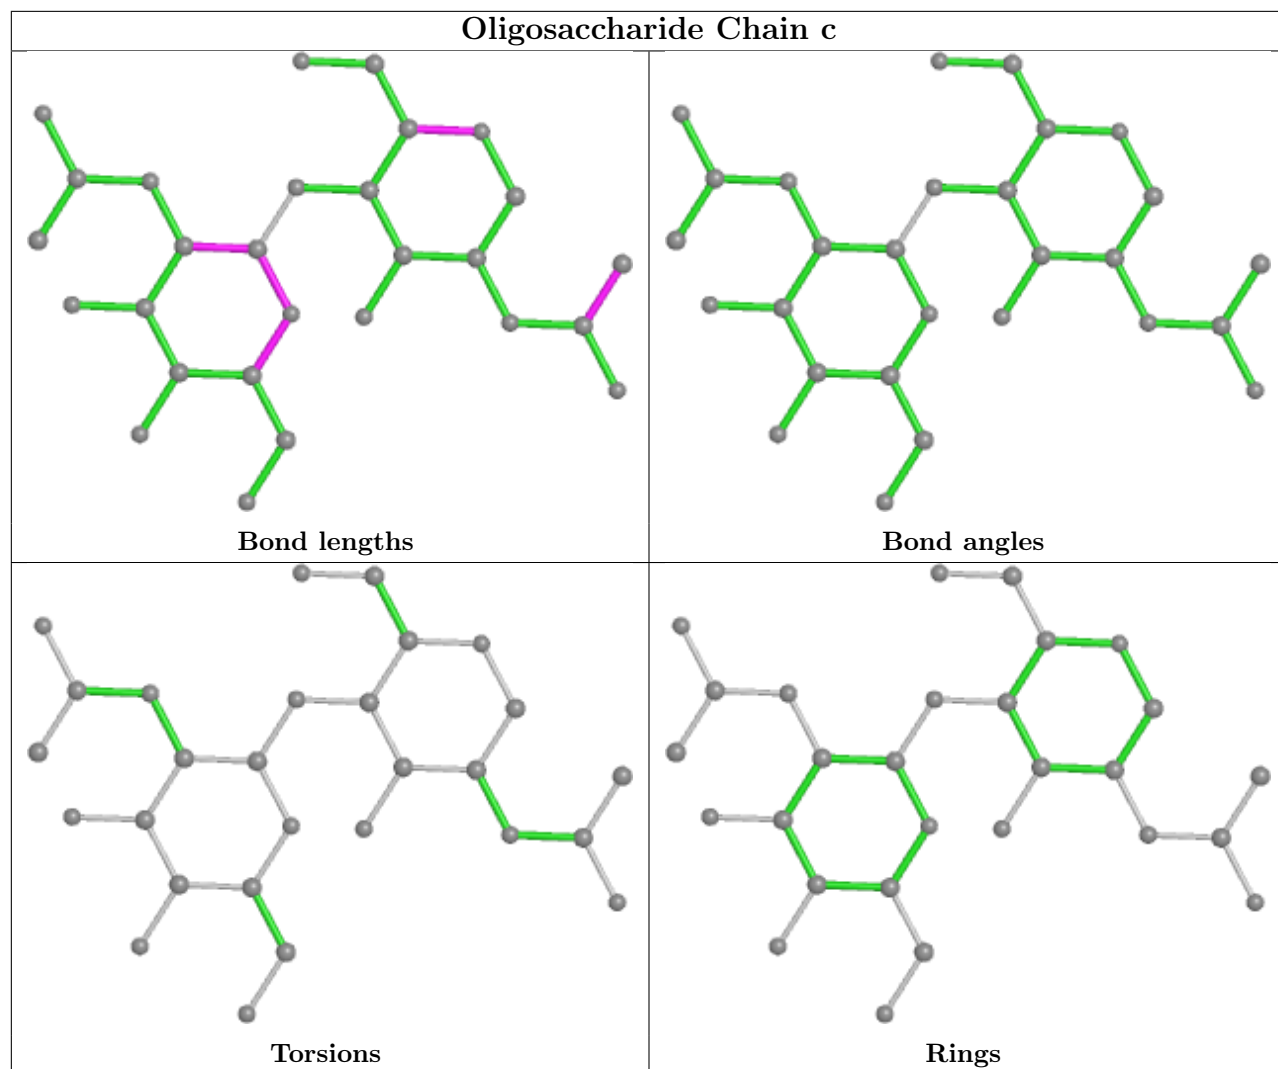 Oligosaccharide Chain c
Bond lengths
Bond angles
Torsions
Rings